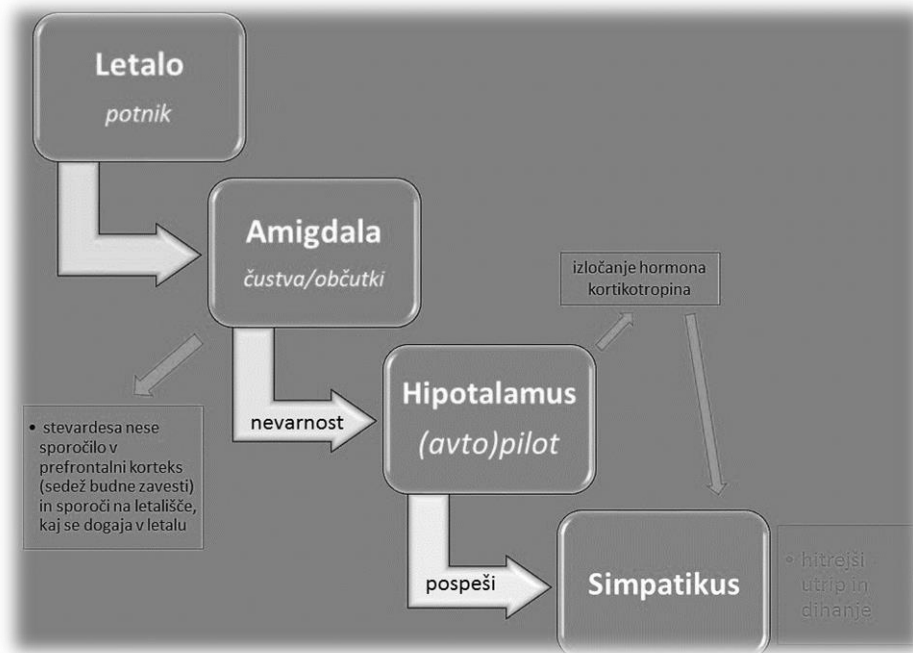 Letalo
potnik
Amigdala
čustva/občutki
izločanje hormona
kortikotropina
nevarnost
Hipotalamus
(avto)pilot
• stevardesa nese
sporočilo v
prefrontalni korteks
(sedež budne zavesti)
in sporoči na letališče,
kaj se dogaja v letalu
pospeši
Simpatikus
• hitrejši
utrip in
dihanje